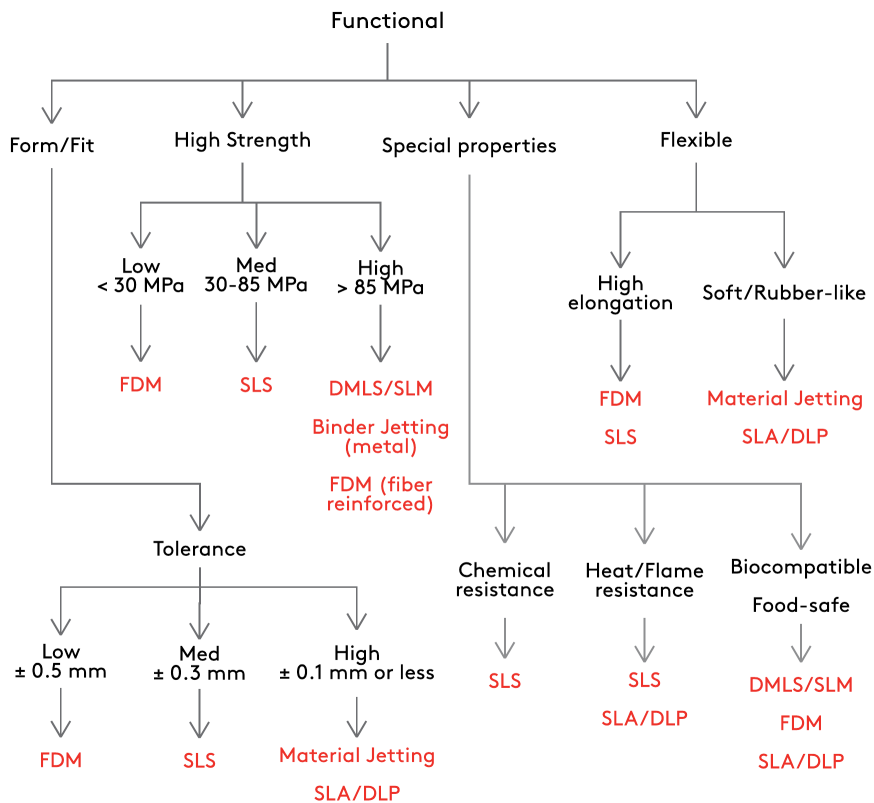 Functional
Form/Fit
High Strength
Special properties
Flexible
Low
< 30 MPa
Med
30-85 MPa
High
> 85 MPa
High
elongation
Soft/Rubber-like
FDM
SLS
DMLS/SLM
Binder Jetting
(metal)
FDM (fiber
reinforced)
FDM
SLS
Material Jetting
SLA/DLP
Tolerance
Chemical
resistance
Heat/Flame
resistance
Biocompatible
Food-safe
Low
± 0.5 mm
Med
± 0.3 mm
High
± 0.1 mm or less
SLS
SLS
SLA/DLP
DMLS/SLM
FDM
SLA/DLP
FDM
SLS
Material Jetting
SLA/DLP